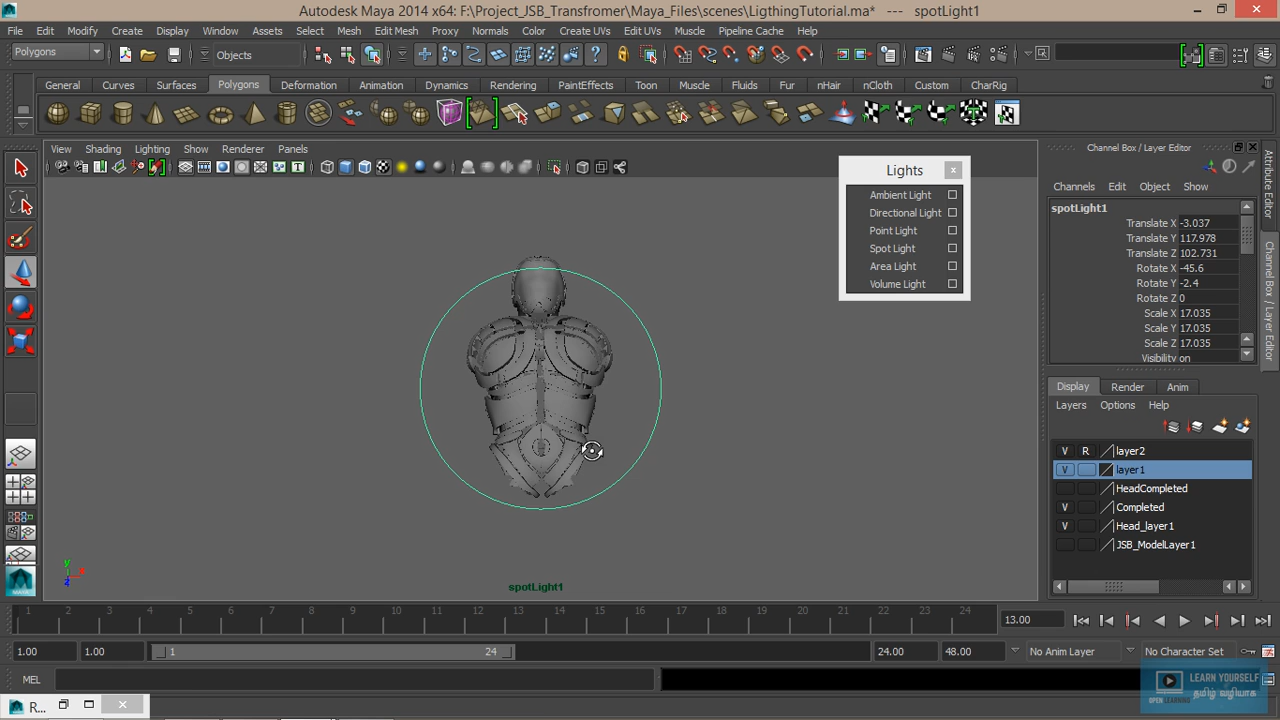 Autodesk Maya 2014 x64: F:\Project_JSB_Transfromer\Maya_Files\scenes\LigthingTutorial.ma* --- spotLight1
File Edit Modify Create Display Window Assets Select Mesh Edit Mesh Proxy Normals Color Create UVs Edit UVs Muscle Pipeline Cache Help
Polygons Objects
General Curves Surfaces Polygons Deformation Animation Dynamics Rendering PaintEffects Toon Muscle Fluids Fur nHair nCloth Custom CharRig
View Shading Lighting Show Renderer Panels
Lights x
Ambient Light
Directional Light
Point Light
Spot Light
Area Light
Volume Light
Channel Box / Layer Editor
Channels Edit Object Show
spotLight1
Translate X -3.037
Translate Y 117.978
Translate Z 102.731
Rotate X -45.6
Rotate Y -2.4
Rotate Z 0
Scale X 17.035
Scale Y 17.035
Scale Z 17.035
Visibility on
Attribute Editor
Channel Box / Layer Editor
Display Render Anim
Layers Options Help
V R layer2
V layer1
HeadCompleted
V Completed
V Head_layer1
JSB_ModelLayer1
y x z
spotLight1
1 2 3 4 5 6 7 8 9 10 11 12 13 14 15 16 17 18 19 20 21 22 23 24 13.00
1.00 1.00 1 24 24.00 48.00 No Anim Layer No Character Set
MEL
R...
LEARN YOURSELF
தமிழ் வழியாக
OPEN LEARNING